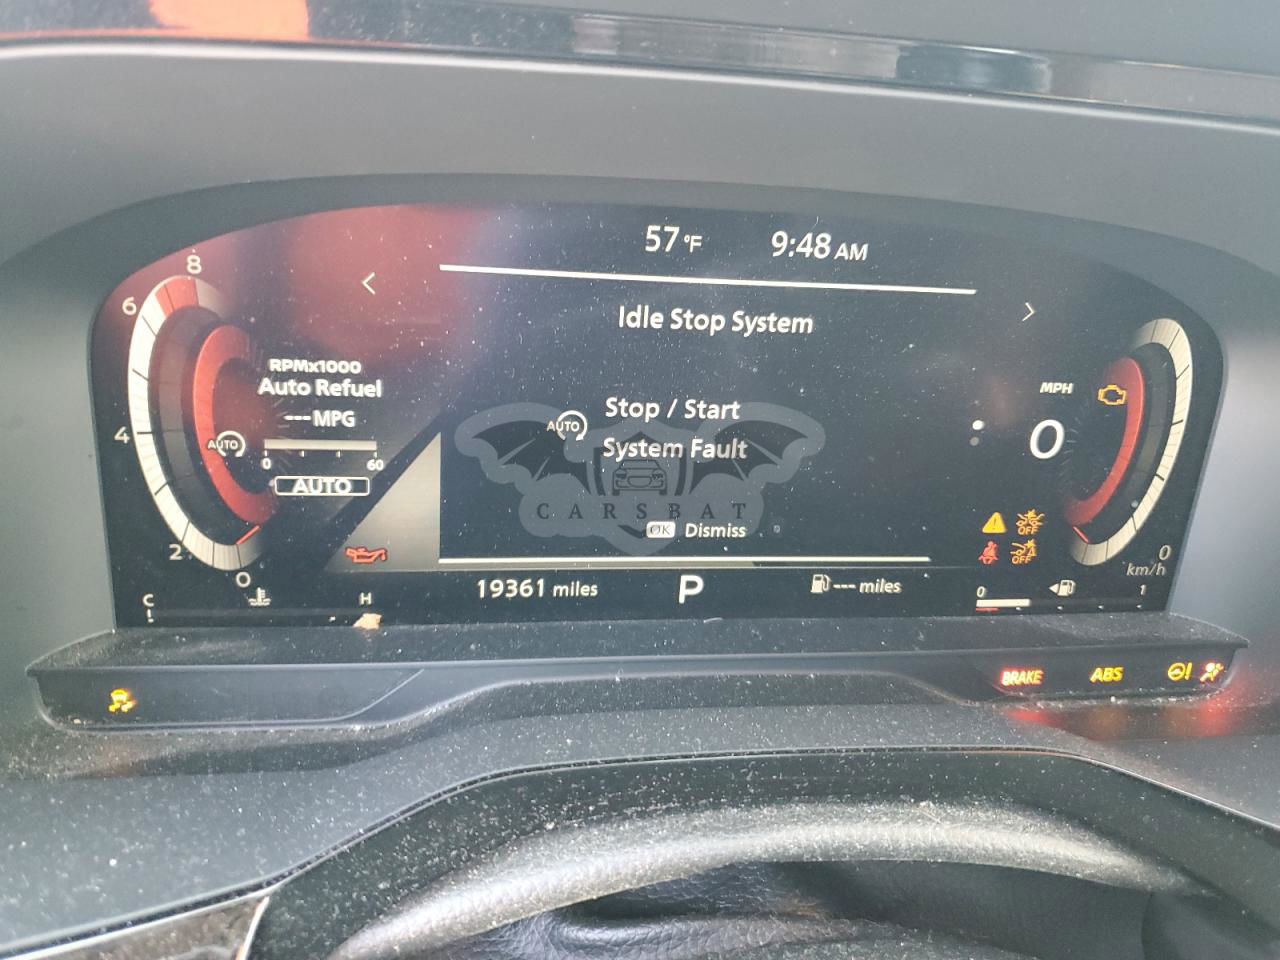 57 °F 9:48 AM
Idle Stop System
8
6
4
2
0
RPMx1000
Auto Refuel
--- MPG
AUTO
0 60
AUTO
AUTO
Stop / Start
System Fault
CARSBAT
OK Dismiss
MPH
0
OFF
OFF
0
km/h
C H
19361 miles P --- miles
0 1
BRAKE ABS